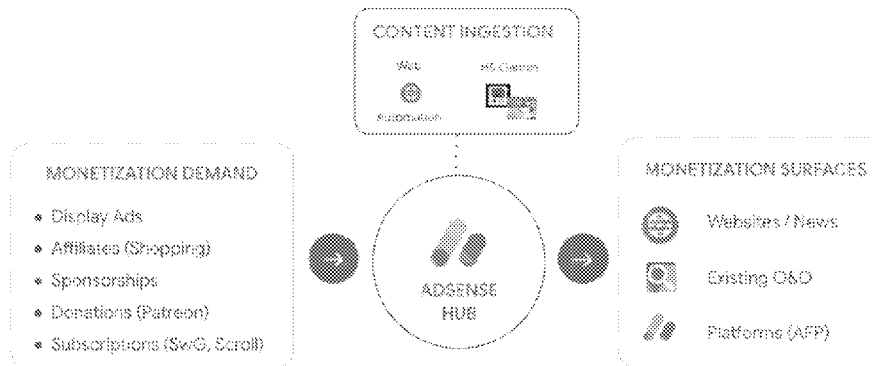 CONTENT INGESTION
Web
Automation
MONETIZATION DEMAND
• Display Ads
• Affiliates (Shopping)
• Sponsorships
• Donations (Patreon)
• Subscriptions (SwG, Scroll)
ADSENSE
HUB
MONETIZATION SURFACES
Websites / News
Existing O&O
Platforms (AFP)